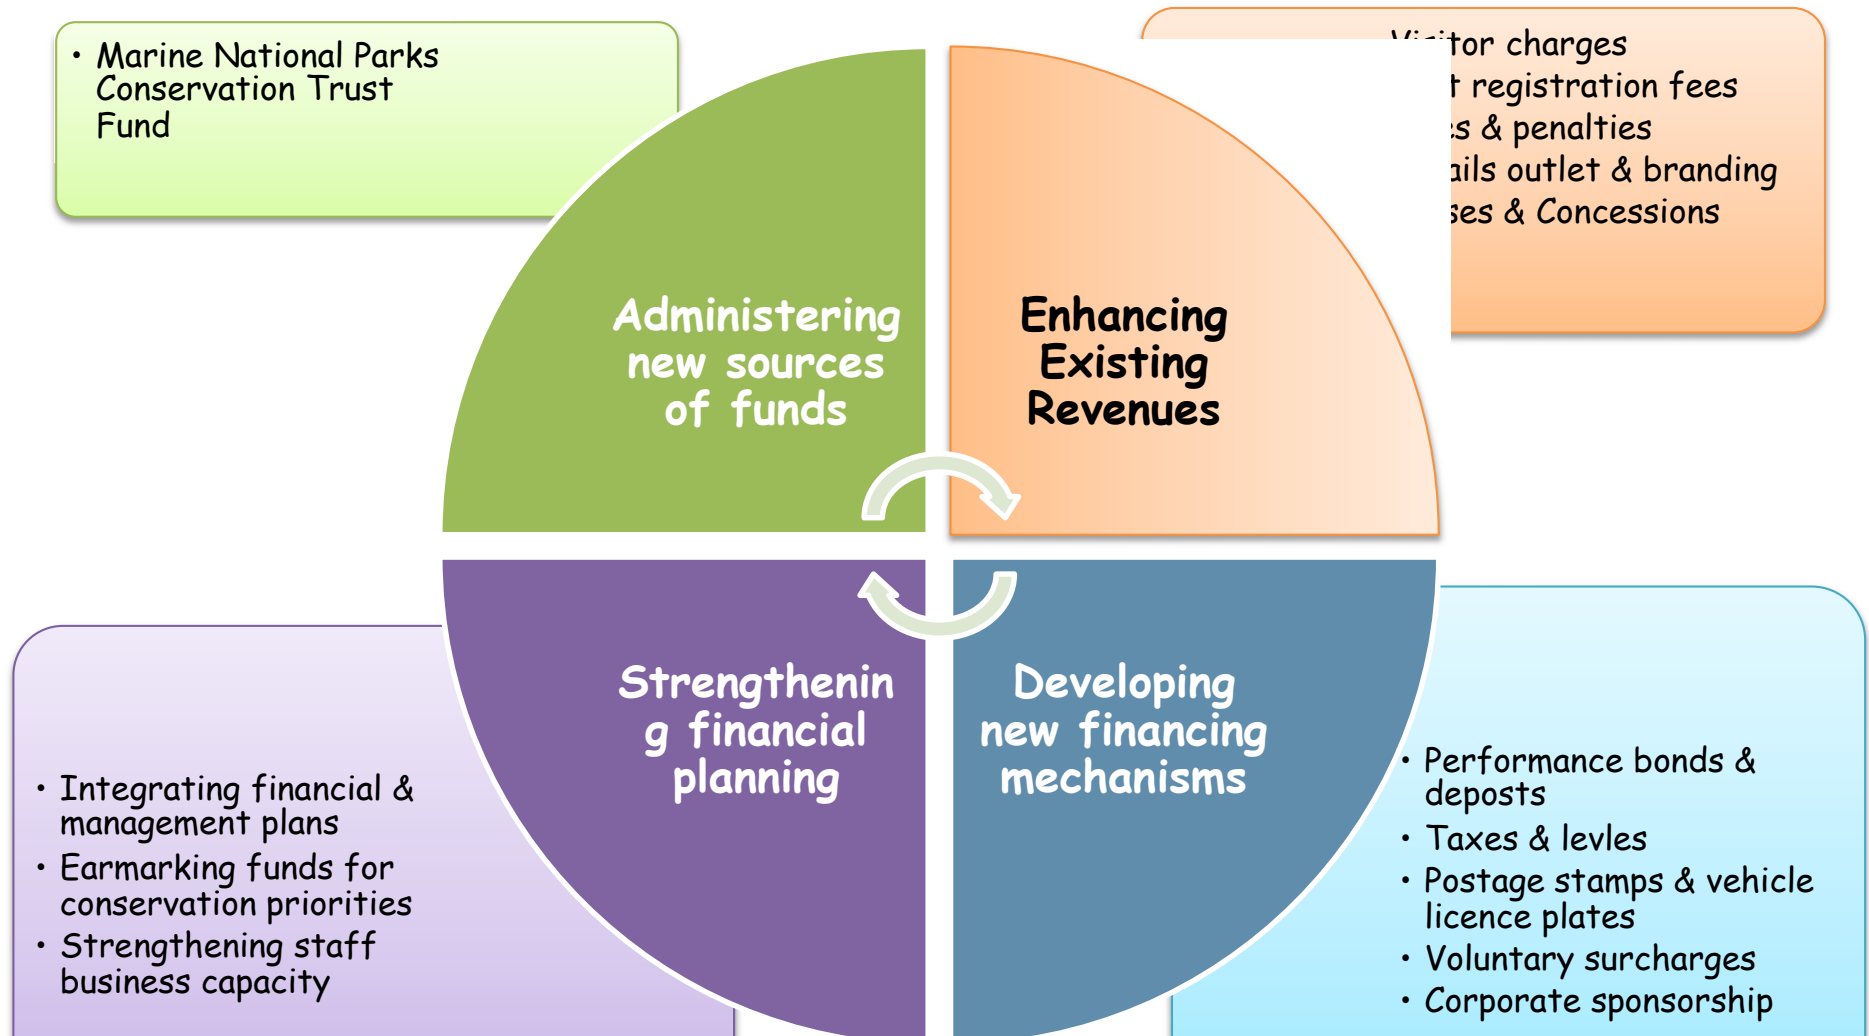 • Marine National Parks
Conservation Trust
Fund
Visitor charges
registration fees
& penalties
outlet & branding
& Concessions
Administering
new sources
of funds
Enhancing
Existing
Revenues
Strengthenin
g financial
planning
Developing
new financing
mechanisms
• Integrating financial &
management plans
• Earmarking funds for
conservation priorities
• Strengthening staff
business capacity
• Performance bonds &
deposts
• Taxes & levles
• Postage stamps & vehicle
licence plates
• Voluntary surcharges
• Corporate sponsorship